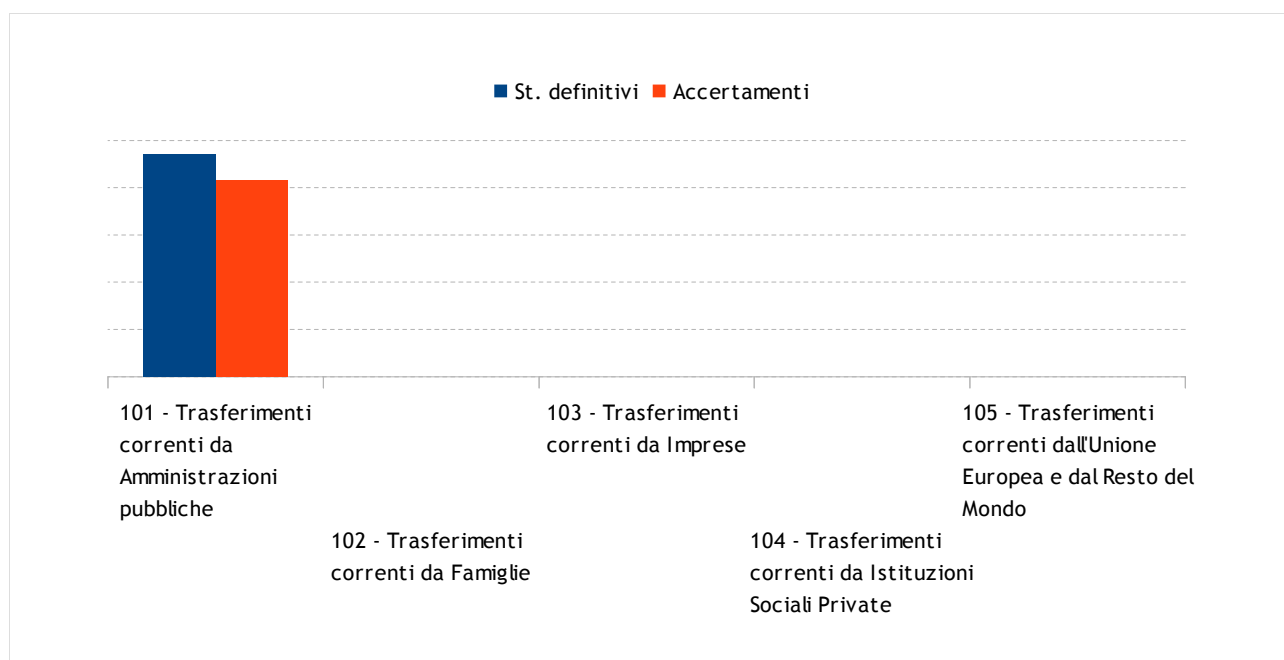 St. definitivi Accertamenti
101 - Trasferimenti
correnti da
Amministrazioni
pubbliche
102 - Trasferimenti
correnti da Famiglie
103 - Trasferimenti
correnti da Imprese
104 - Trasferimenti
correnti da Istituzioni
Sociali Private
105 - Trasferimenti
correnti dall'Unione
Europea e dal Resto del
Mondo